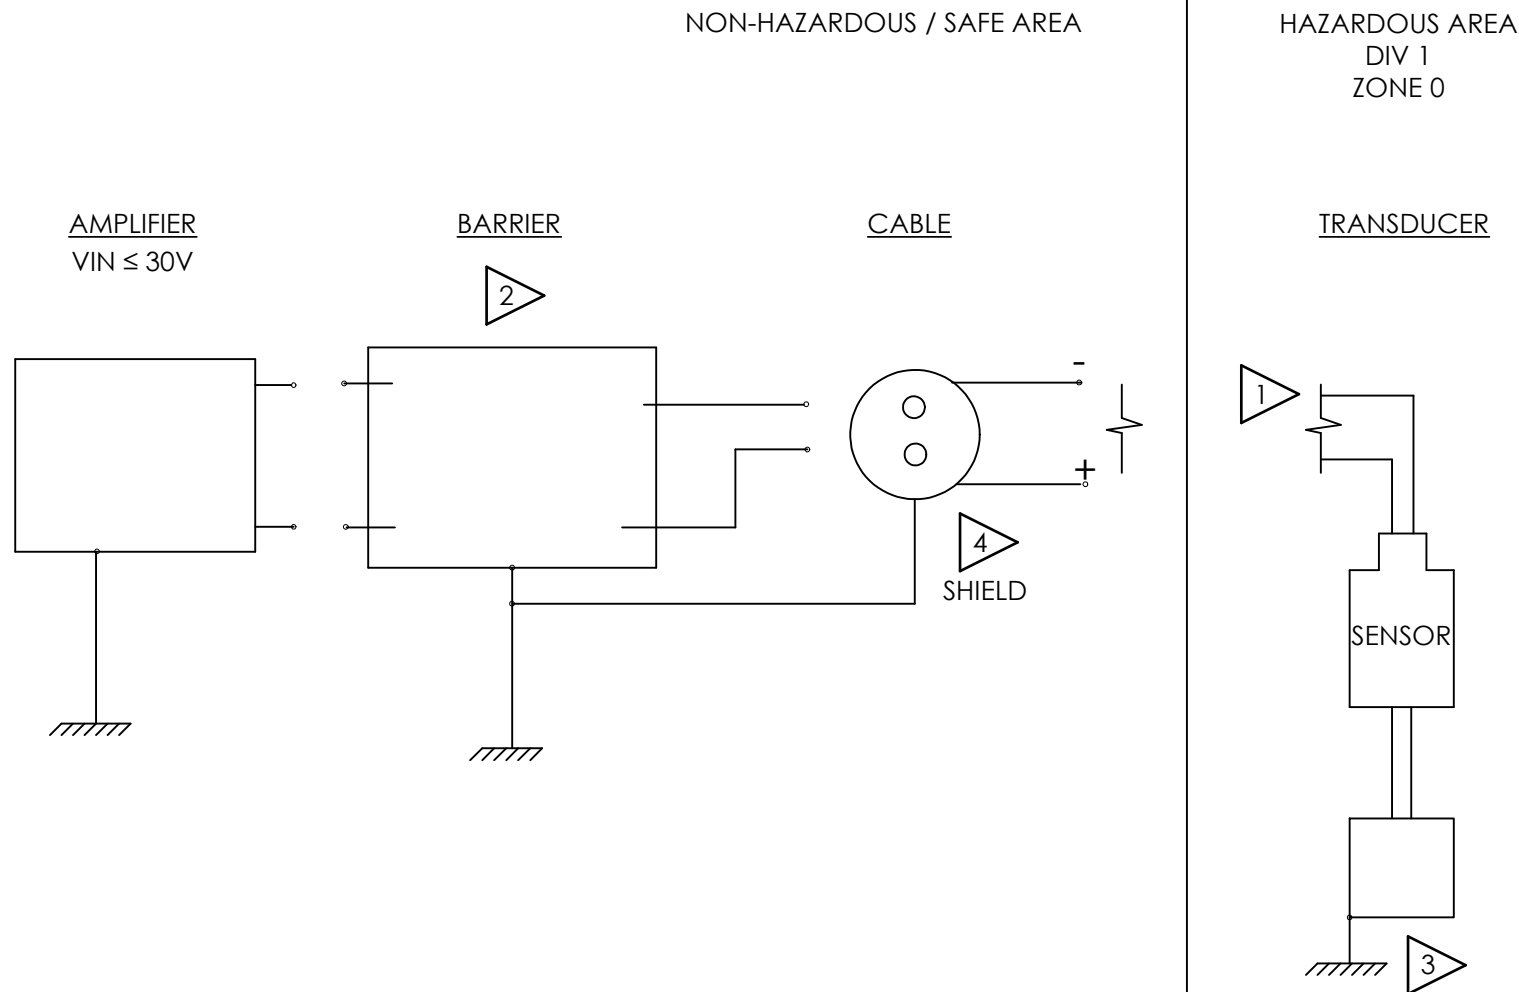 NON-HAZARDOUS / SAFE AREA
HAZARDOUS AREA
DIV 1
ZONE 0
AMPLIFIER
VIN ≤ 30V
BARRIER
2
CABLE
-
+
4
SHIELD
TRANSDUCER
1
SENSOR
3